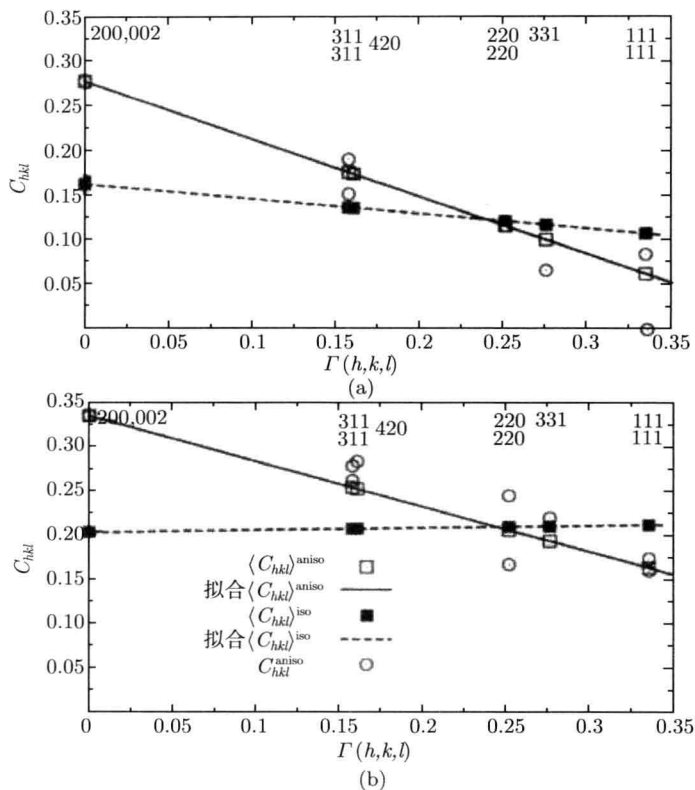 0.35
200,002
311
420
220
331
111
311
220
111
0.30
0.25
0.20
C_{hkl}
0.15
0.10
0.05
0 0.05 0.1 0.15 0.2 0.25 0.3 0.35
Γ(h,k,l)
(a)
0.35
200,002
311
420
220
331
111
311
220
111
0.30
0.25
C_{hkl}
0.20
0.15
0.10
0.05
⟨C_{hkl}⟩^{aniso}
拟合⟨C_{hkl}⟩^{aniso}
⟨C_{hkl}⟩^{iso}
拟合⟨C_{hkl}⟩^{iso}
C_{hkl}^{aniso}
0 0.05 0.1 0.15 0.2 0.25 0.3 0.35
Γ(h,k,l)
(b)